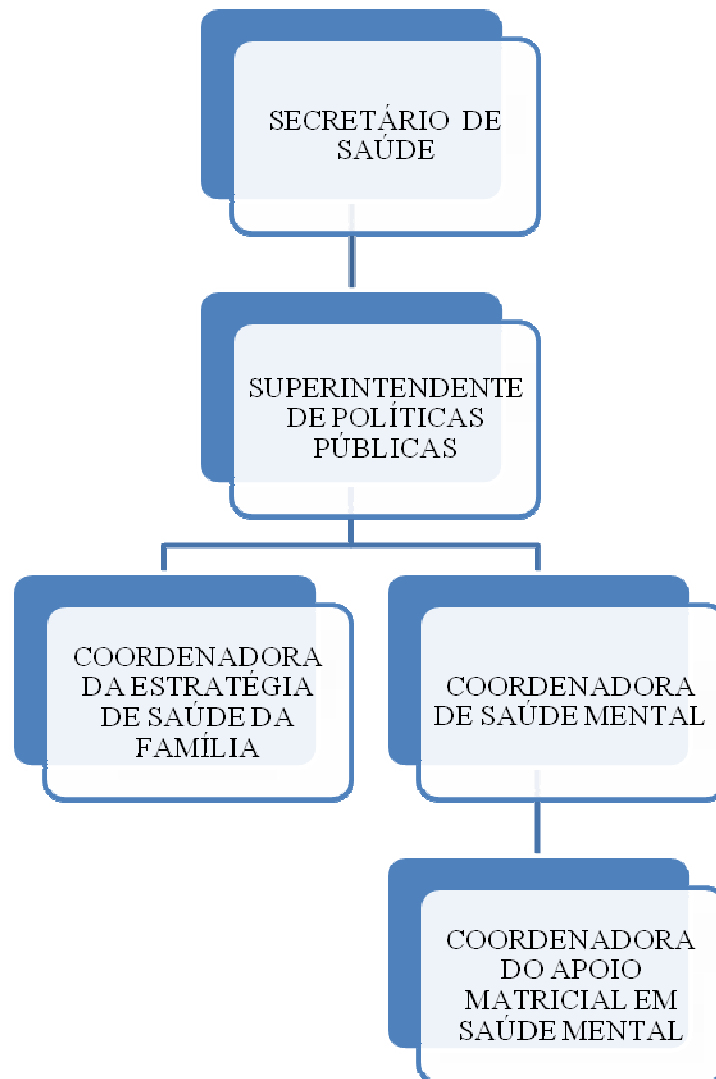 SECRETÁRIO DE
SAÚDE
SUPERINTENDENTE
DE POLÍTICAS
PÚBLICAS
COORDENADORA
DA ESTRATÉGIA
DE SAÚDE DA
FAMÍLIA
COORDENADORA
DE SAÚDE MENTAL
COORDENADORA
DO APOIO
MATRICIAL EM
SAÚDE MENTAL